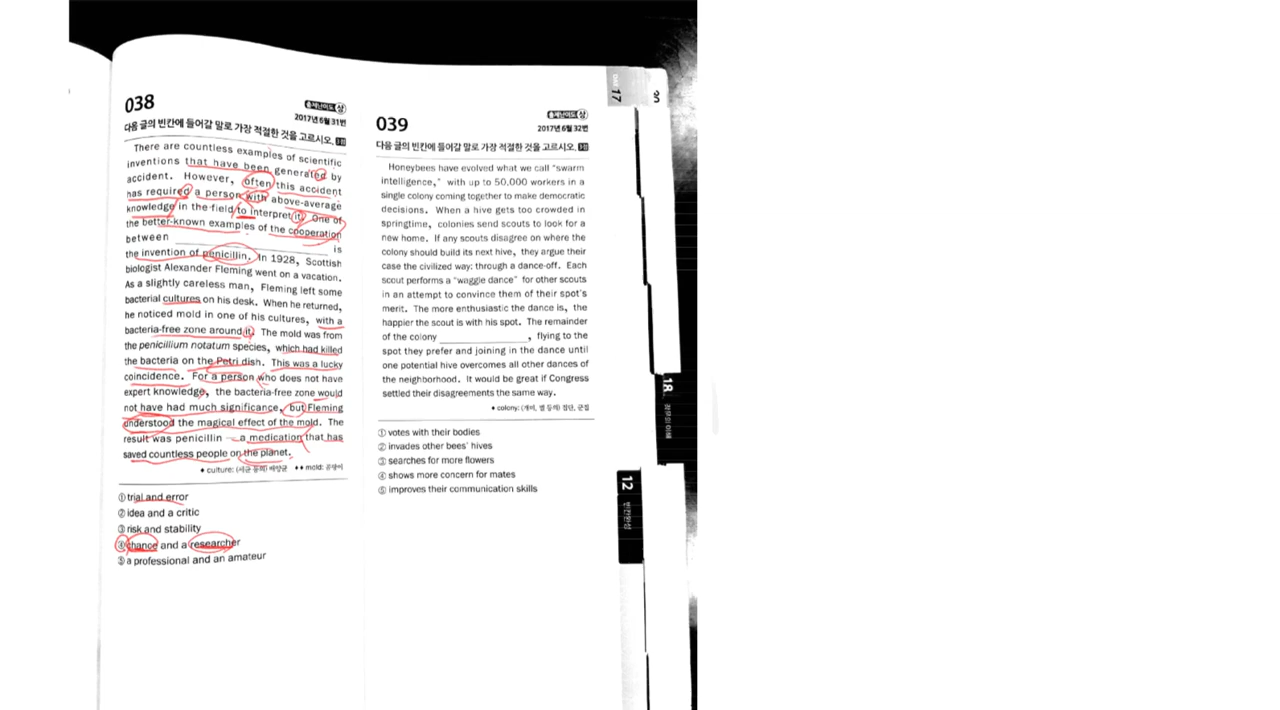 038
출제난이도 상
2017년 6월 31번
다음 글의 빈칸에 들어갈 말로 가장 적절한 것을 고르시오. 3점
There are countless examples of scientific
inventions that have been generated by
accident. However, often this accident
has required a person with above-average
knowledge in the field to interpret it. One of
the better-known examples of the cooperation
between ______________ is
the invention of penicillin. In 1928, Scottish
biologist Alexander Fleming went on a vacation.
As a slightly careless man, Fleming left some
bacterial cultures on his desk. When he returned,
he noticed mold in one of his cultures, with a
bacteria-free zone around it. The mold was from
the penicillium notatum species, which had killed
the bacteria on the Petri dish. This was a lucky
coincidence. For a person who does not have
expert knowledge, the bacteria-free zone would
not have had much significance, but Fleming
understood the magical effect of the mold. The
result was penicillin — a medication that has
saved countless people on the planet.
◆ culture: (세균 등의) 배양균 ◆◆ mold: 곰팡이
① trial and error
② idea and a critic
③ risk and stability
④ chance and a researcher
⑤ a professional and an amateur
039
출제난이도 상
2017년 6월 32번
다음 글의 빈칸에 들어갈 말로 가장 적절한 것을 고르시오. 3점
Honeybees have evolved what we call “swarm
intelligence,” with up to 50,000 workers in a
single colony coming together to make democratic
decisions. When a hive gets too crowded in
springtime, colonies send scouts to look for a
new home. If any scouts disagree on where the
colony should build its next hive, they argue their
case the civilized way: through a dance-off. Each
scout performs a “waggle dance” for other scouts
in an attempt to convince them of their spot’s
merit. The more enthusiastic the dance is, the
happier the scout is with his spot. The remainder
of the colony ______________, flying to the
spot they prefer and joining in the dance until
one potential hive overcomes all other dances of
the neighborhood. It would be great if Congress
settled their disagreements the same way.
◆ colony: (개미, 벌 등의) 집단, 군집
① votes with their bodies
② invades other bees’ hives
③ searches for more flowers
④ shows more concern for mates
⑤ improves their communication skills
17
18
12
빈칸완성